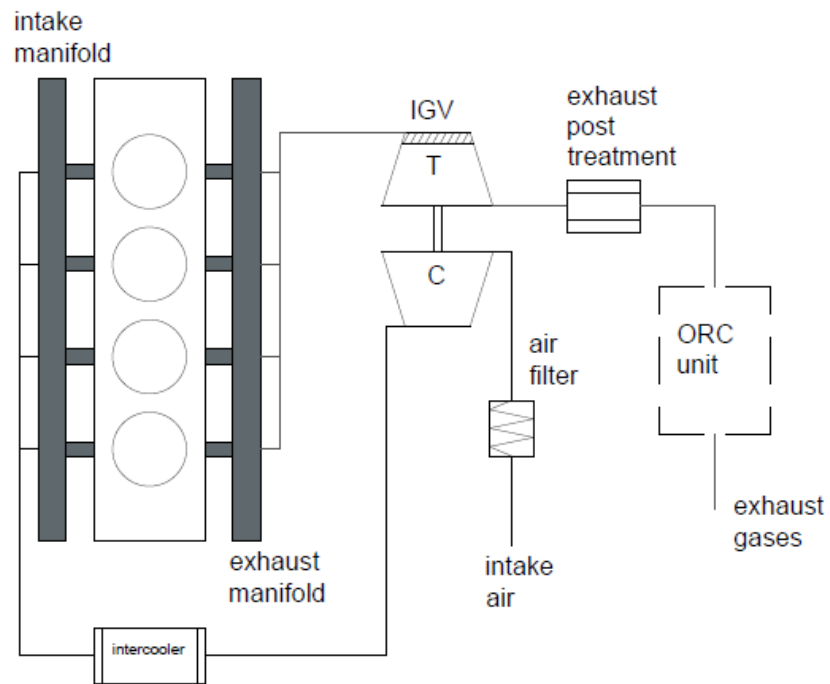 intake
manifold
IGV
T
C
exhaust
post
treatment
air
filter
ORC
unit
intake
air
exhaust
gases
exhaust
manifold
intercooler